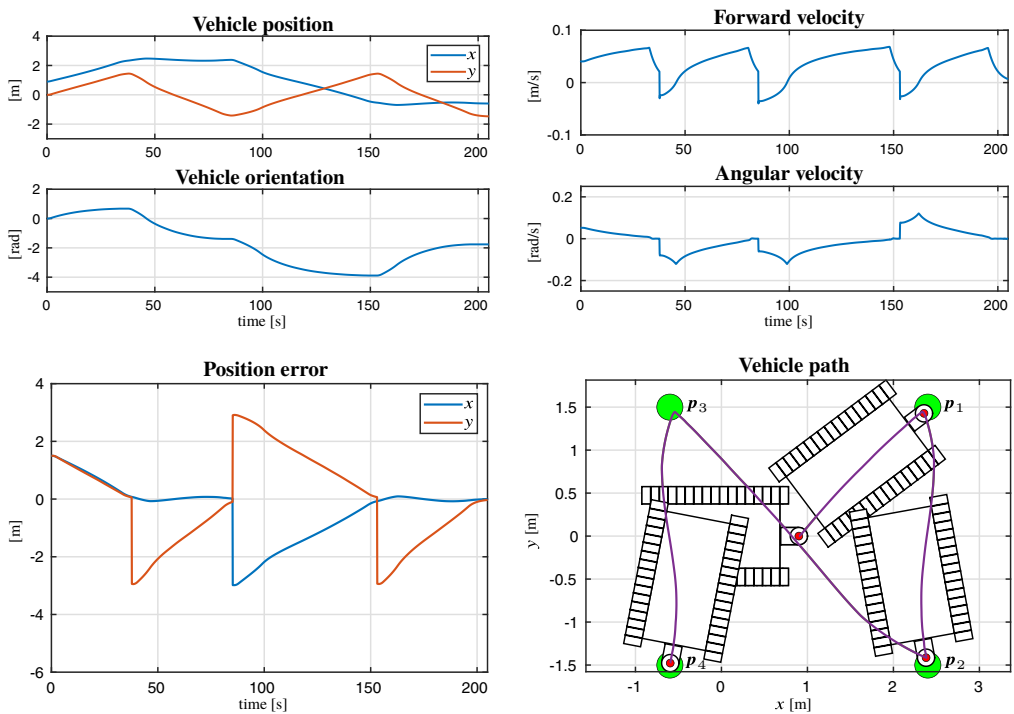 Vehicle position
4
2
0
-2
[m]
x
y
0 50 100 150 200
Vehicle orientation
2
0
-2
-4
[rad]
0 50 100 150 200
time [s]
Forward velocity
0.1
0
-0.1
[m/s]
0 50 100 150 200
Angular velocity
0.2
0
-0.2
[rad/s]
0 50 100 150 200
time [s]
Position error
4
2
0
-2
-4
-6
[m]
x
y
0 50 100 150 200
time [s]
Vehicle path
1.5
1
0.5
0
-0.5
-1
-1.5
y [m]
p3
p1
p4
p2
-1 0 1 2 3
x [m]